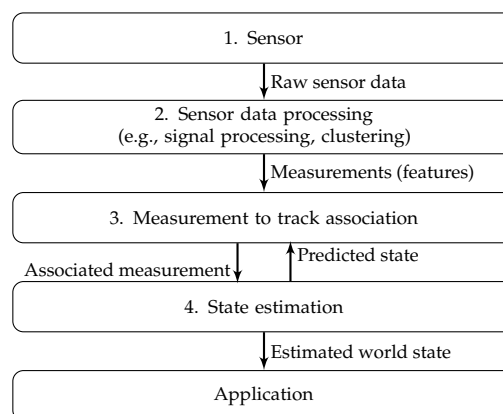 1. Sensor
Raw sensor data
2. Sensor data processing
(e.g., signal processing, clustering)
Measurements (features)
3. Measurement to track association
Predicted state
Associated measurement
4. State estimation
Estimated world state
Application